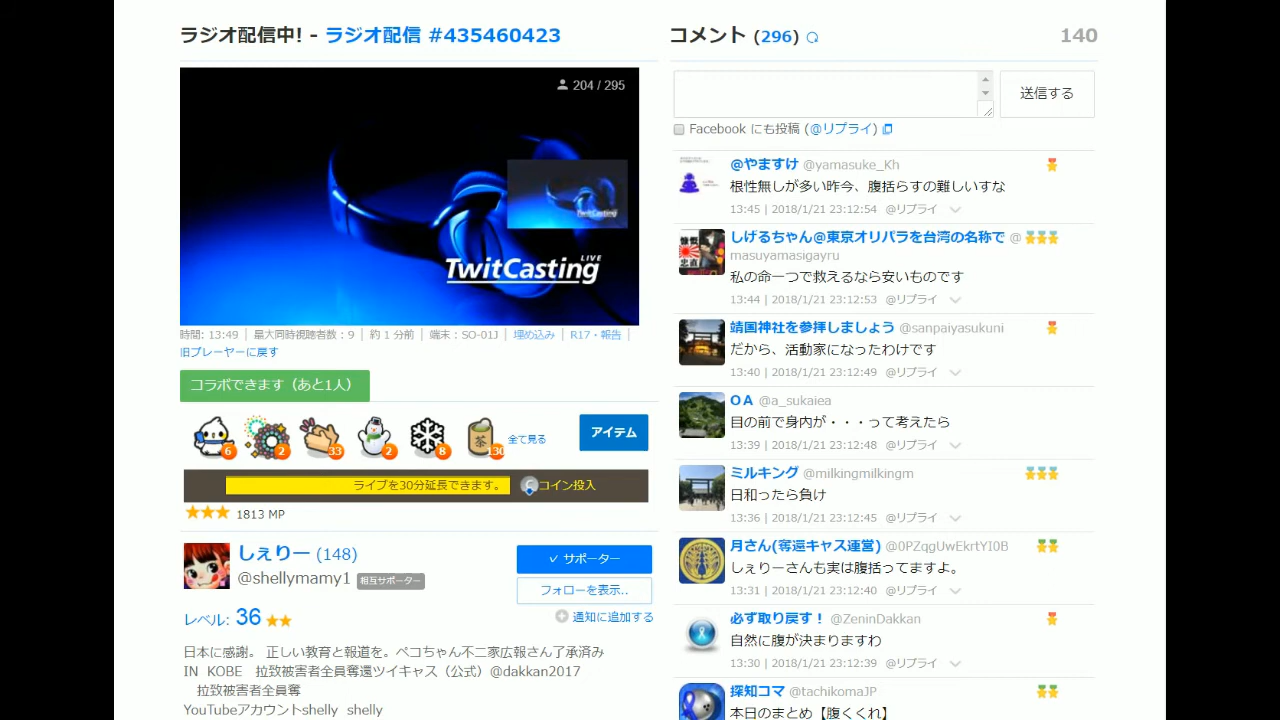 ラジオ配信中! - ラジオ配信 #435460423
204 / 295
TwitCasting LIVE
時間: 13:49 | 最大同時視聴者数 : 9 | 約 1 分前 | 端末 : SO-01J | 埋め込み | R17・報告 |
旧プレーヤーに戻す
コラボできます（あと1人）
6 2 33 2 8 130 全て見る
アイテム
ライブを30分延長できます。 C コイン投入
1813 MP
しぇりー (148)
@shellymamy1 相互サポーター
✓ サポーター
フォローを表示..
レベル: 36
通知に追加する
日本に感謝。 正しい教育と報道を。ペコちゃん不二家広報さん了承済み
IN KOBE 拉致被害者全員奪還ツイキャス（公式）@dakkan2017
拉致被害者全員奪
YouTubeアカウントshelly shelly
コメント (296)
140
送信する
Facebook にも投稿 (@リプライ)
@やますけ @yamasuke_Kh
根性無しが多い昨今、腹括らすの難しいすな
13:45 | 2018/1/21 23:12:54 @リプライ
しげるちゃん@東京オリパラを台湾の名称で @
masuyamasigayru
私の命一つで救えるなら安いものです
13:44 | 2018/1/21 23:12:53 @リプライ
靖国神社を参拝しましょう @sanpaiyasukuni
だから、活動家になったわけです
13:40 | 2018/1/21 23:12:49 @リプライ
O A @a_sukaiea
目の前で身内が・・・って考えたら
13:39 | 2018/1/21 23:12:48 @リプライ
ミルキング @milkingmilkingm
日和ったら負け
13:36 | 2018/1/21 23:12:45 @リプライ
月さん(奪還キャス運営) @0PZqgUwEkrtYI0B
しぇりーさんも実は腹括ってますよ。
13:31 | 2018/1/21 23:12:40 @リプライ
必ず取り戻す！ @ZeninDakkan
自然に腹が決まりますわ
13:30 | 2018/1/21 23:12:39 @リプライ
探知コマ @tachikomaJP
本日のまとめ【腹くくれ】